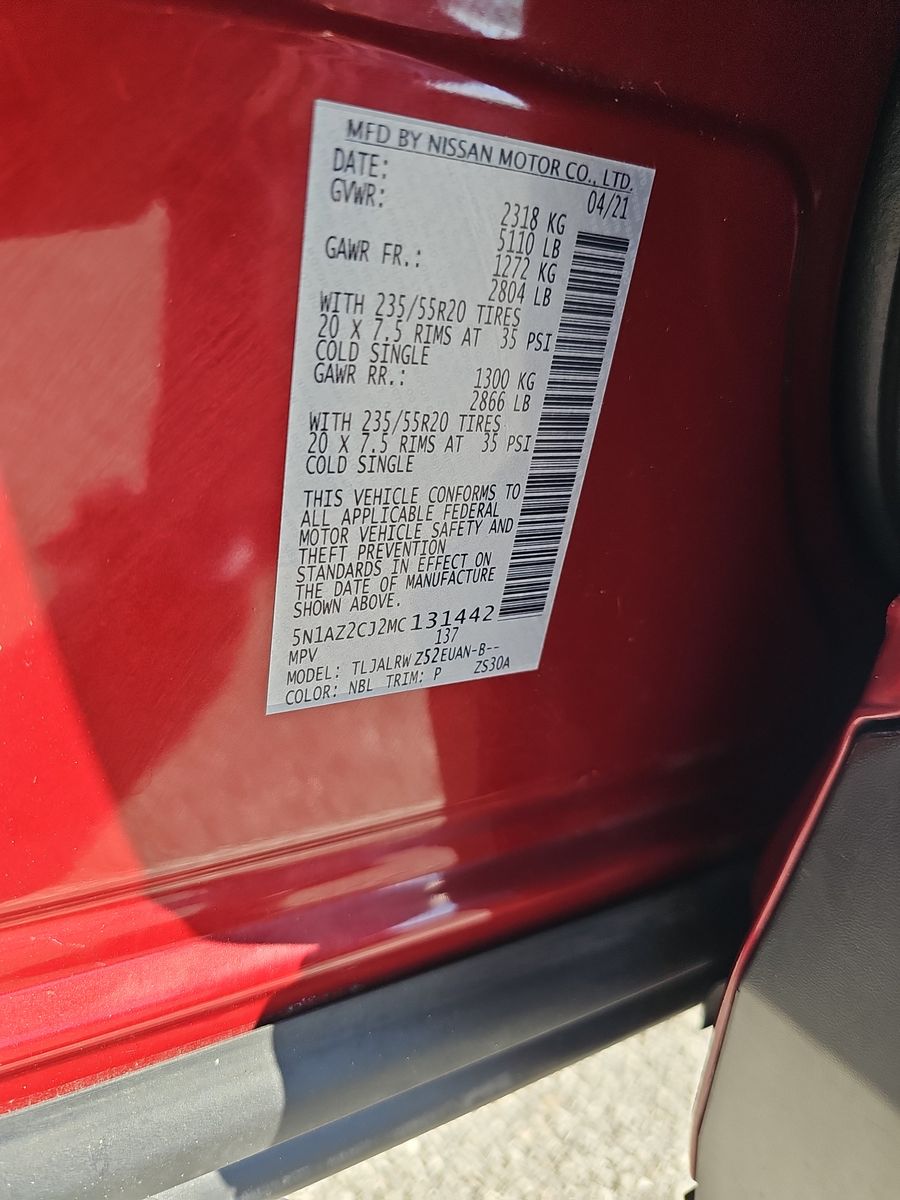 MFD BY NISSAN MOTOR CO., LTD.
DATE: 04/21
GVWR: 2318 KG
5110 LB
GAWR FR.: 1272 KG
2804 LB
WITH 235/55R20 TIRES
20 X 7.5 RIMS AT 35 PSI
COLD SINGLE
GAWR RR.: 1300 KG
2866 LB
WITH 235/55R20 TIRES
20 X 7.5 RIMS AT 35 PSI
COLD SINGLE
THIS VEHICLE CONFORMS TO
ALL APPLICABLE FEDERAL
MOTOR VEHICLE SAFETY AND
THEFT PREVENTION
STANDARDS IN EFFECT ON
THE DATE OF MANUFACTURE
SHOWN ABOVE.
5N1AZ2CJ2MC131442
MPV 137
MODEL: TLJALRWZ52EUAN-B--
COLOR: NBL TRIM: P ZS30A